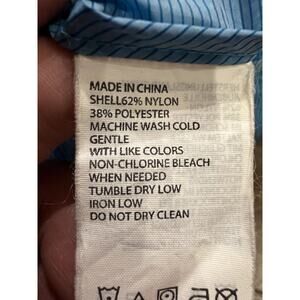 MADE IN CHINA
SHELL62% NYLON
38% POLYESTER
MACHINE WASH COLD
GENTLE
WITH LIKE COLORS
NON-CHLORINE BLEACH
WHEN NEEDED
TUMBLE DRY LOW
IRON LOW
DO NOT DRY CLEAN